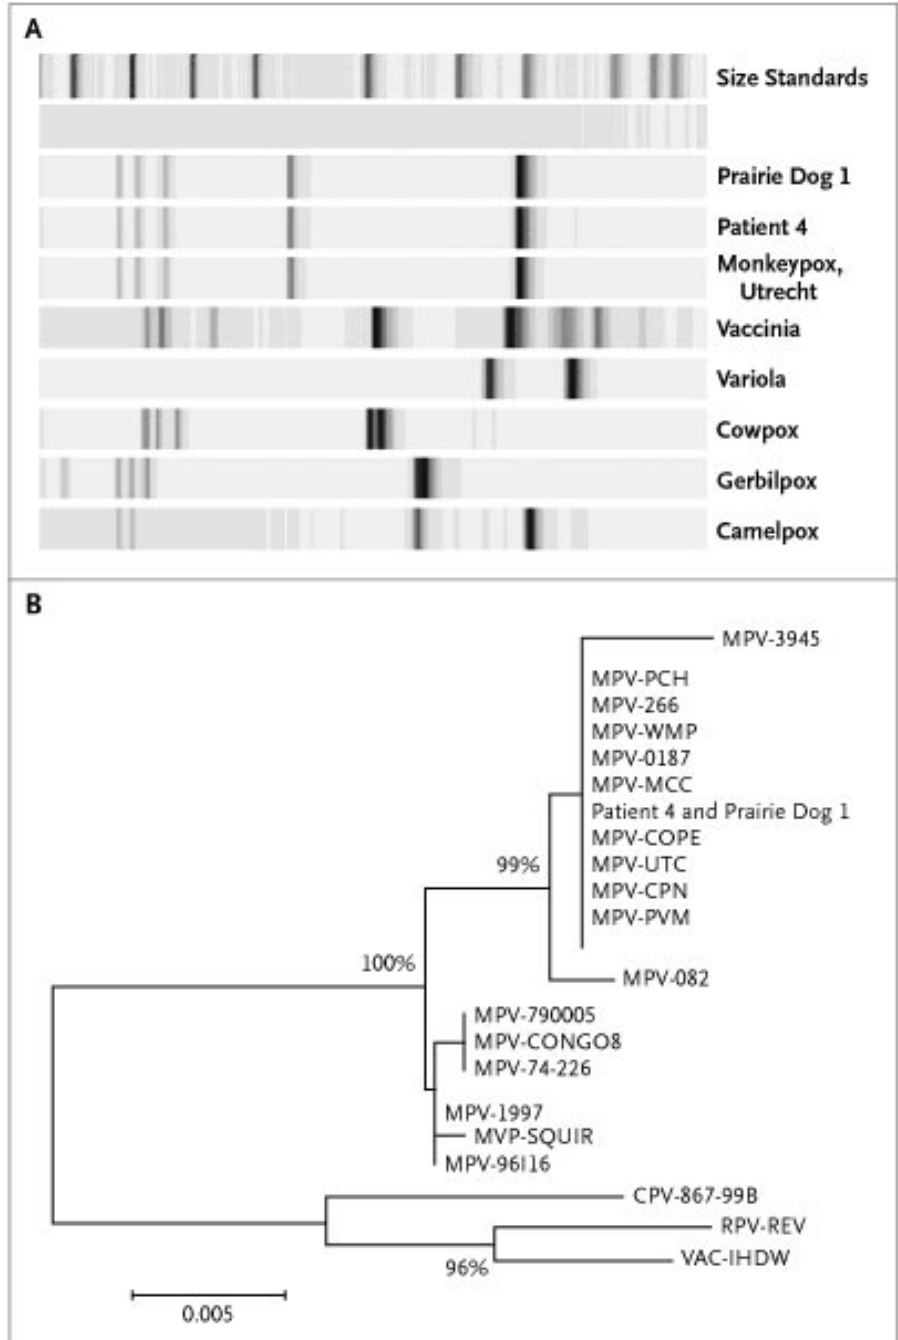 A
Size Standards
Prairie Dog 1
Patient 4
Monkeypox,
Utrecht
Vaccinia
Variola
Cowpox
Gerbilpox
Camelpox
B
MPV-3945
MPV-PCH
MPV-266
MPV-WMP
MPV-0187
MPV-MCC
Patient 4 and Prairie Dog 1
MPV-COPE
99%
MPV-UTC
MPV-CPN
MPV-PVM
100%
MPV-082
MPV-790005
MPV-CONGO8
MPV-74-226
MPV-1997
MVP-SQUIR
MPV-96I16
CPV-867-99B
RPV-REV
VAC-IHDW
96%
0.005